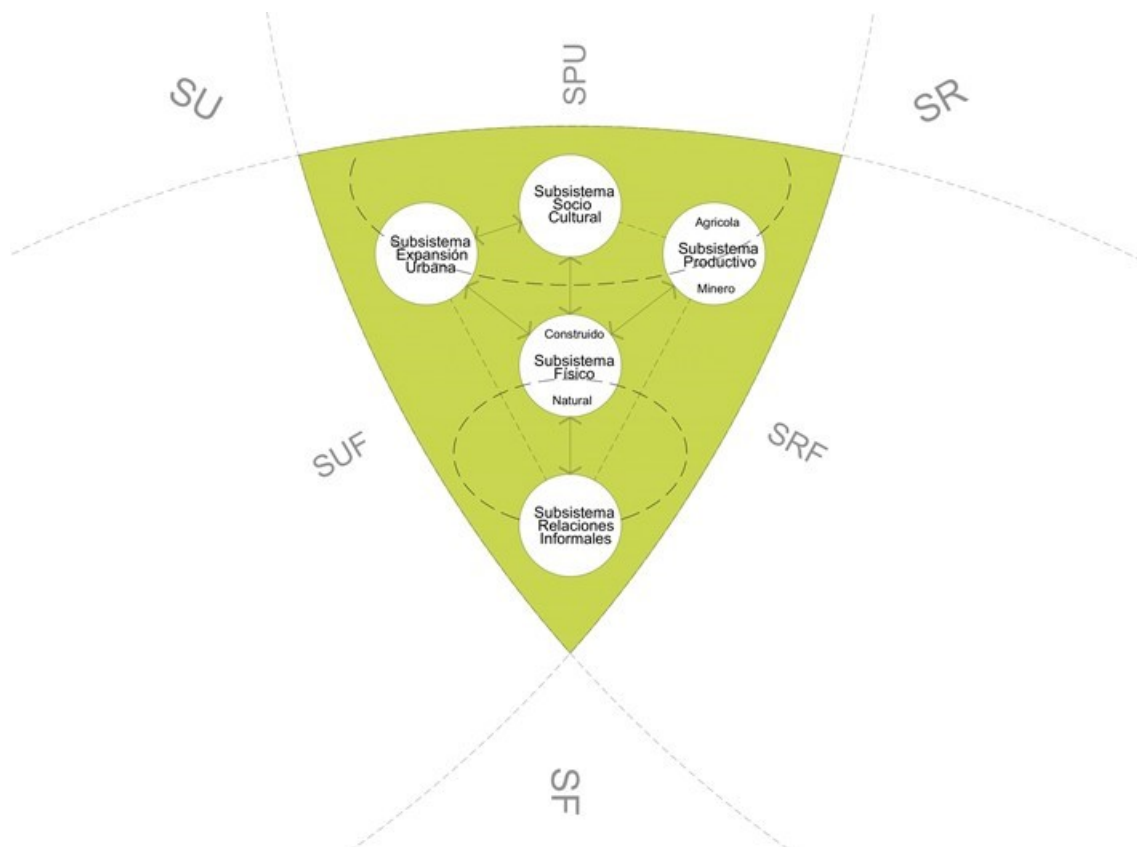 SPU
SU
SR
Subsistema
Socio
Cultural
Subsistema
Expansión
Urbana
Agricola
Subsistema
Productivo
Minero
Construido
Subsistema
Físico
Natural
SUF
SRF
Subsistema
Relaciones
Informales
SF